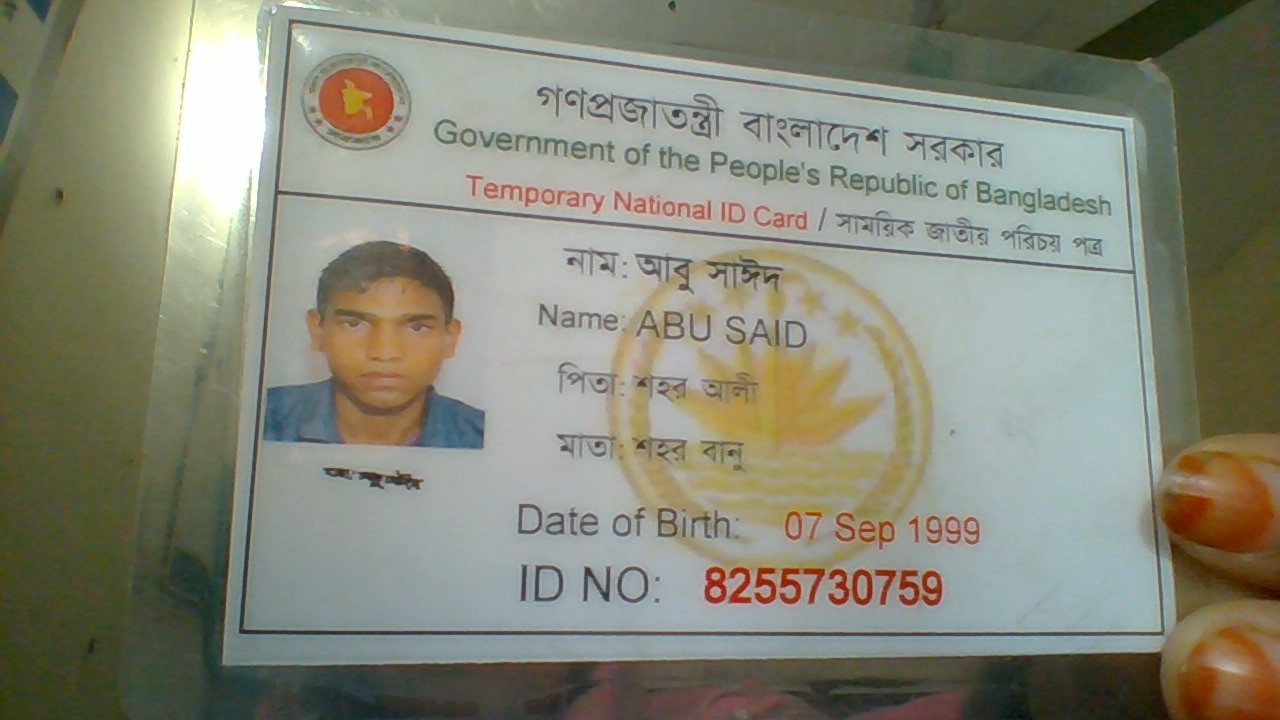 গণপ্রজাতন্ত্রী বাংলাদেশ সরকার
Government of the People's Republic of Bangladesh
Temporary National ID Card / সাময়িক জাতীয় পরিচয় পত্র
নাম: আবু সাঈদ
Name: ABU SAID
পিতা: শহর আলী
মাতা: শহর বানু
Date of Birth: 07 Sep 1999
ID NO: 8255730759